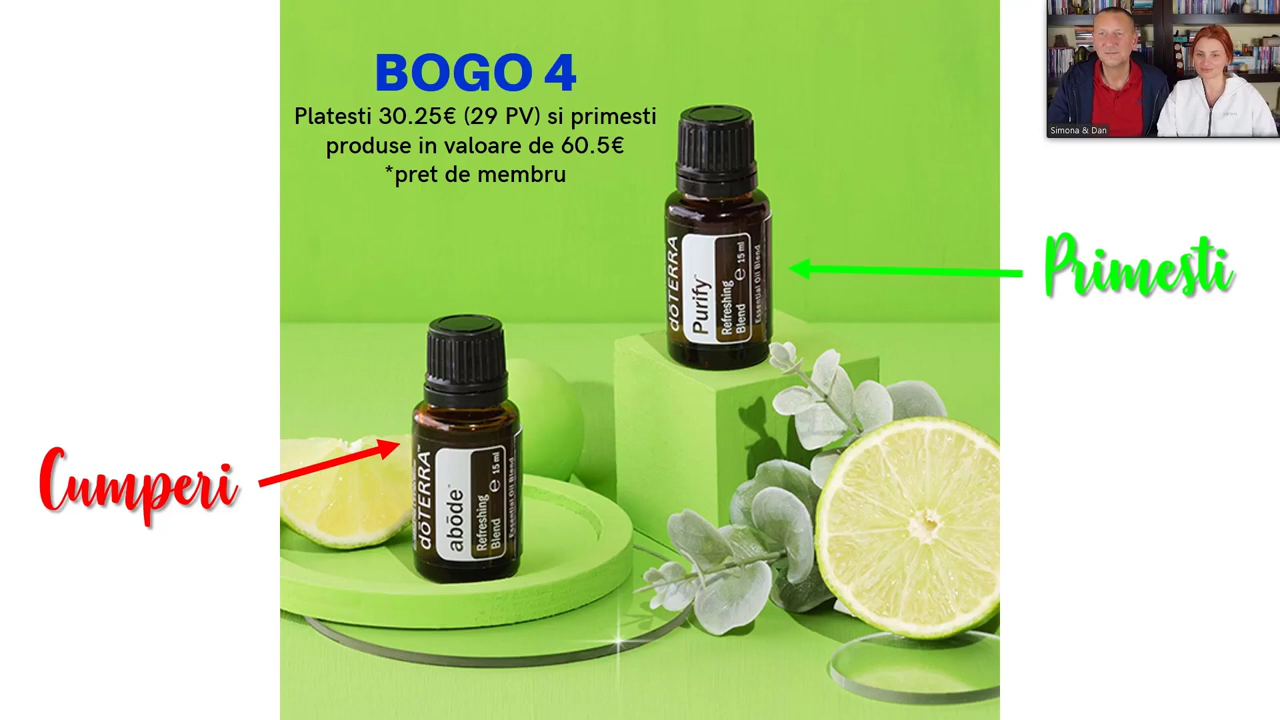 BOGO 4
Platesti 30.25€ (29 PV) si primesti
produse in valoare de 60.5€
*pret de membru
Simona & Dan
Primesti
dōTERRA
Purify
Refreshing
Blend
℮ 15 ml
Essential Oil Blend
Cumperi
dōTERRA™
abōde™
Refreshing
Blend
℮ 15 ml
Essential Oil Blend